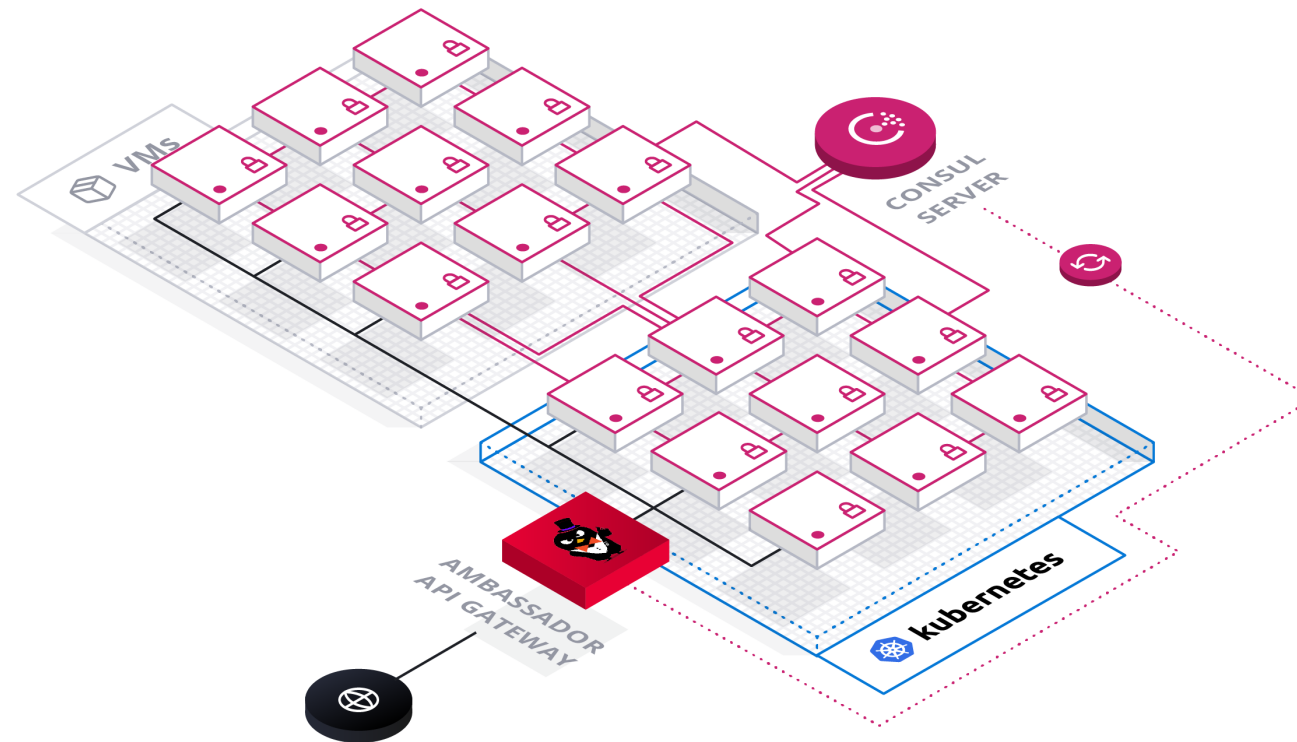 VMs
CONSUL
SERVER
AMBASSADOR
API GATEWAY
kubernetes